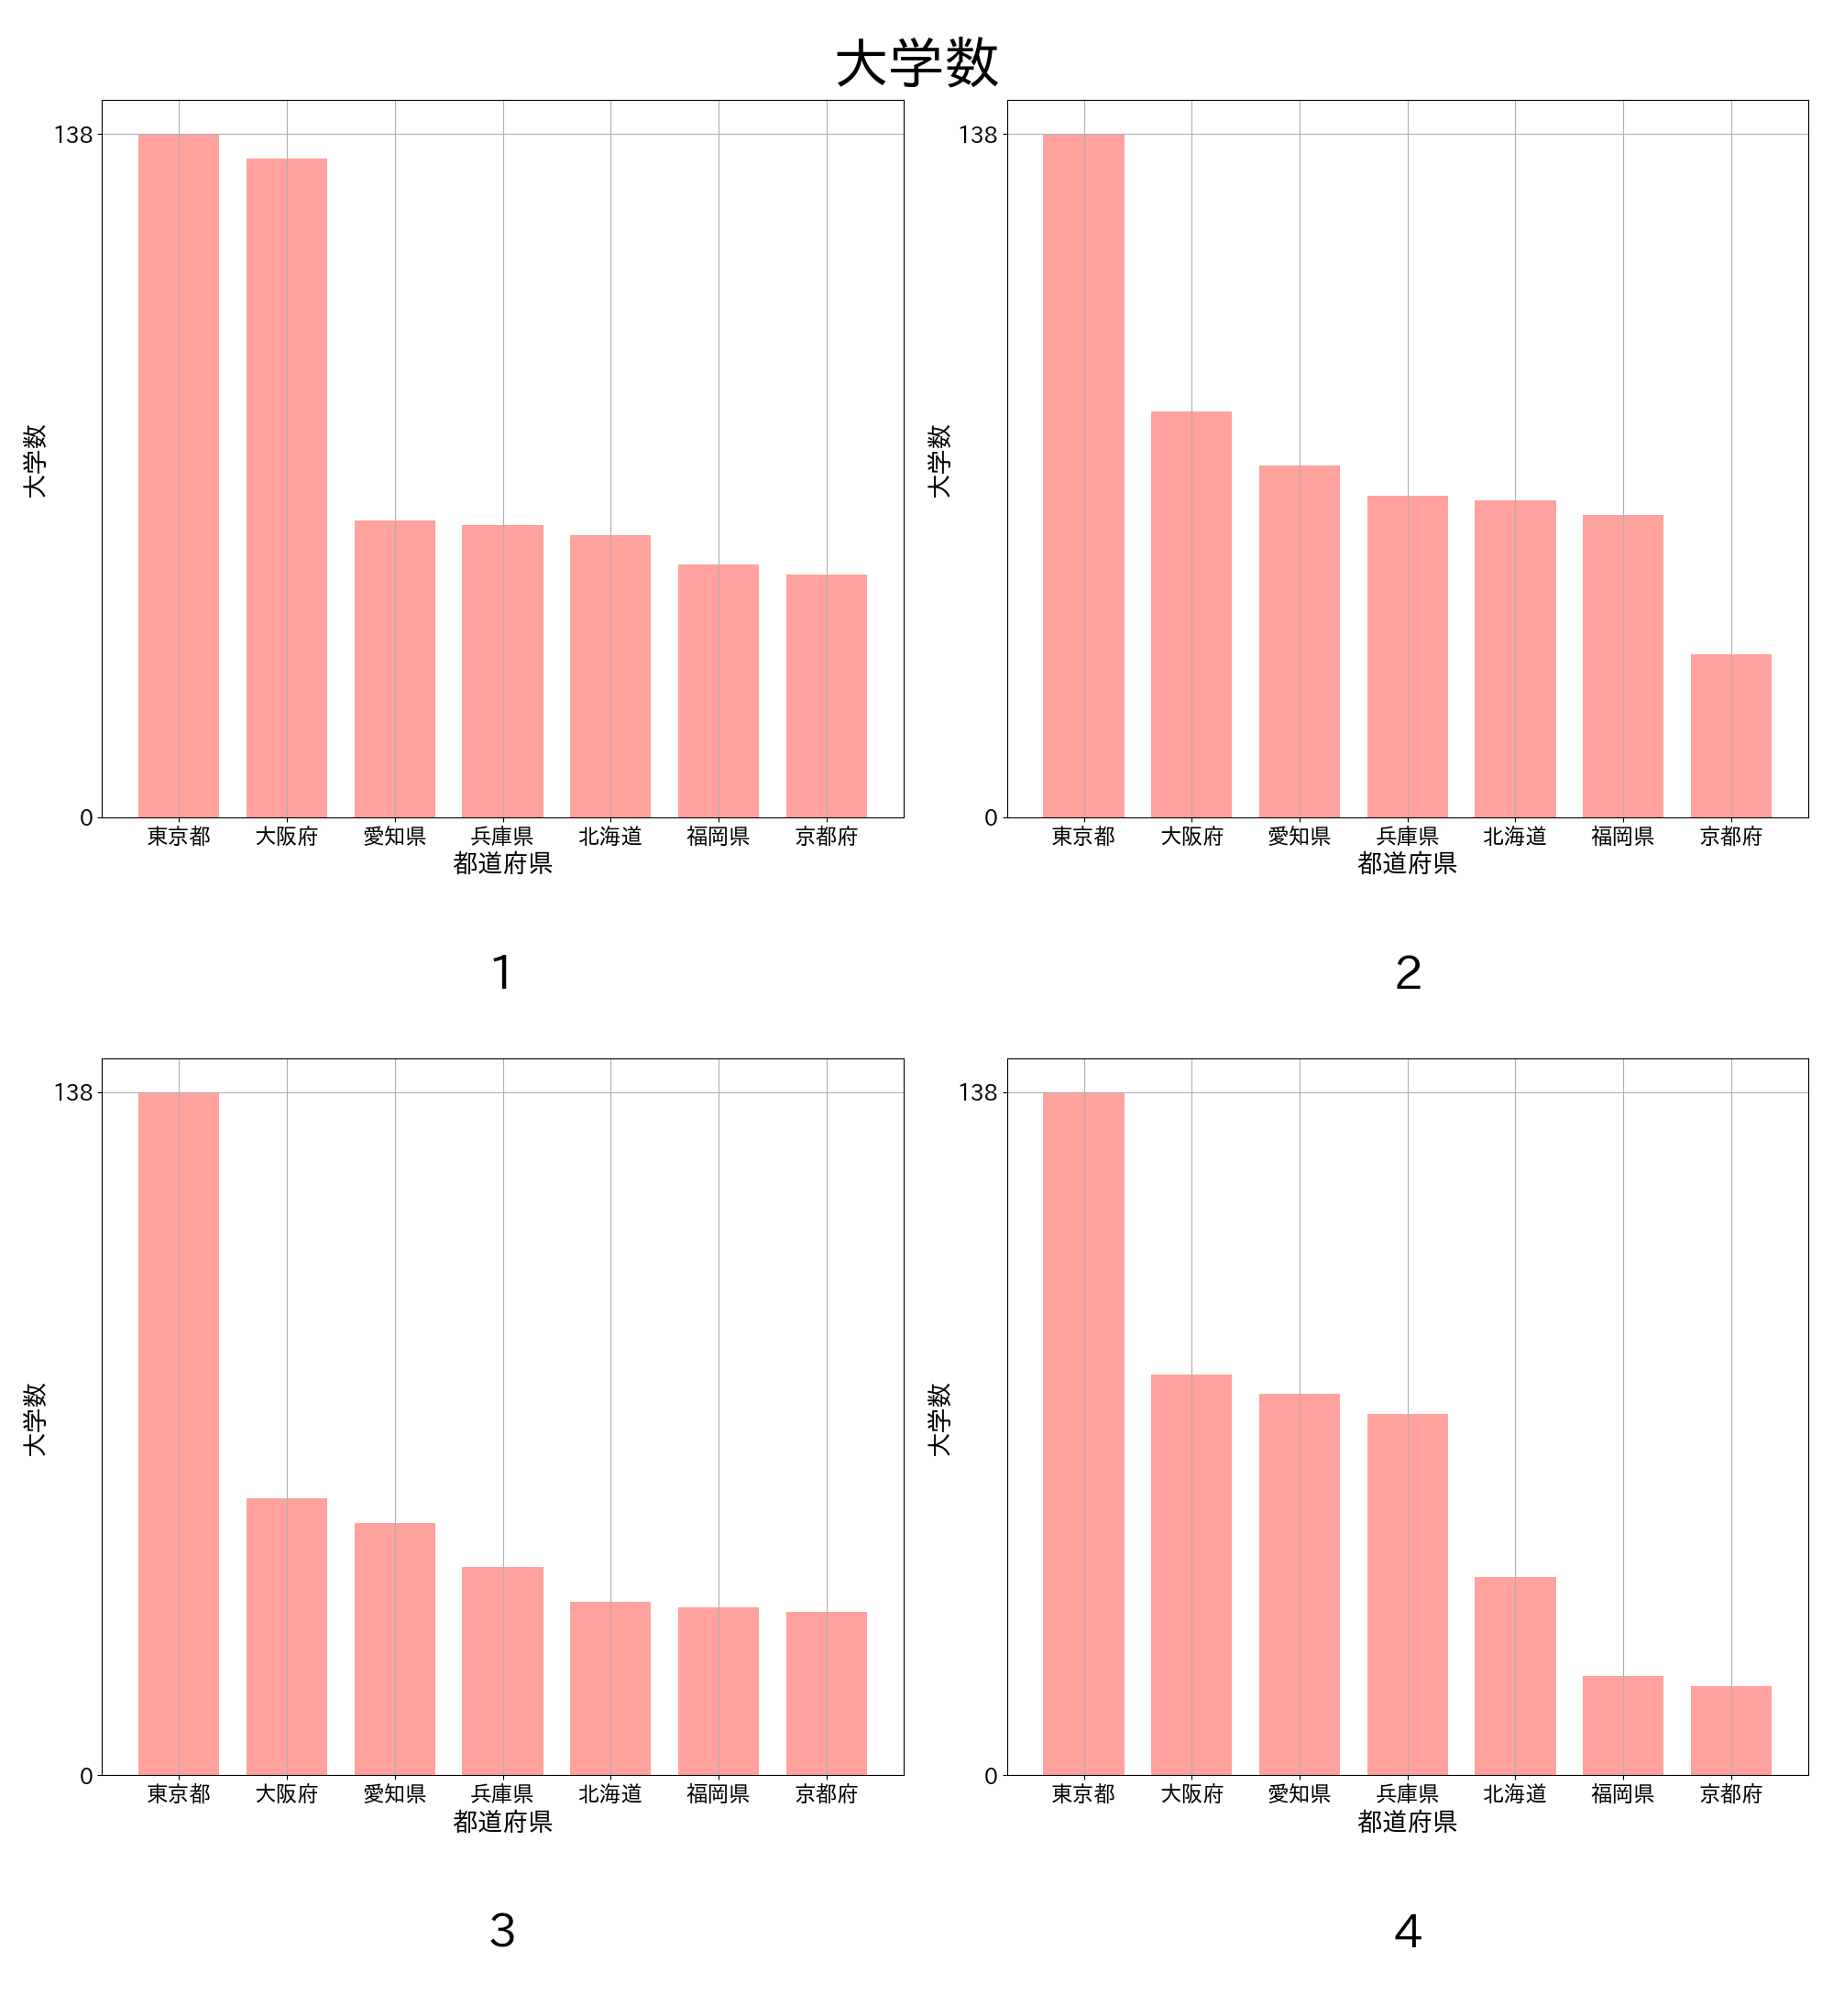 大学数
138
0
大学数
東京都 大阪府 愛知県 兵庫県 北海道 福岡県 京都府
都道府県
1
138
0
大学数
東京都 大阪府 愛知県 兵庫県 北海道 福岡県 京都府
都道府県
2
138
0
大学数
東京都 大阪府 愛知県 兵庫県 北海道 福岡県 京都府
都道府県
3
138
0
大学数
東京都 大阪府 愛知県 兵庫県 北海道 福岡県 京都府
都道府県
4